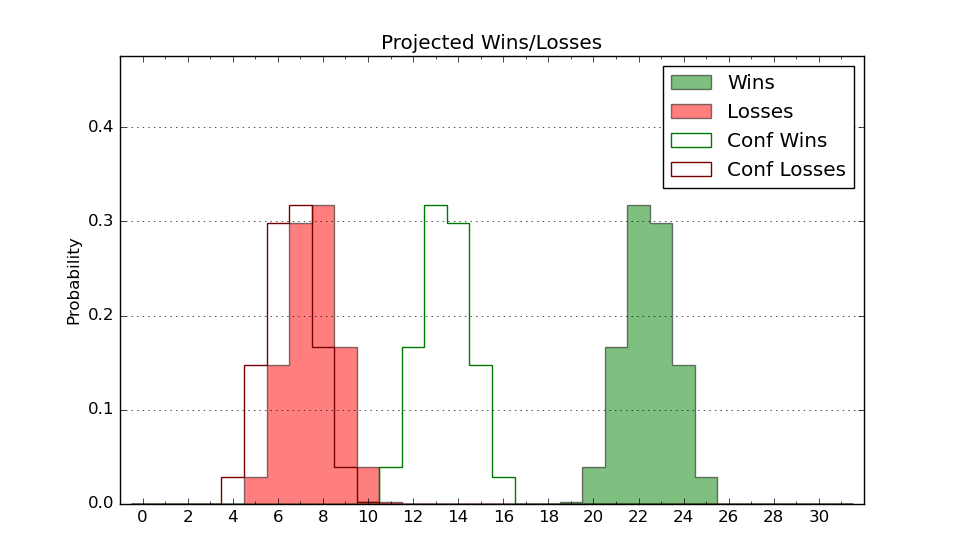 Projected Wins/Losses
Wins
Losses
Conf Wins
Conf Losses
0.4
0.3
0.2
0.1
0.0
Probability
0 2 4 6 8 10 12 14 16 18 20 22 24 26 28 30